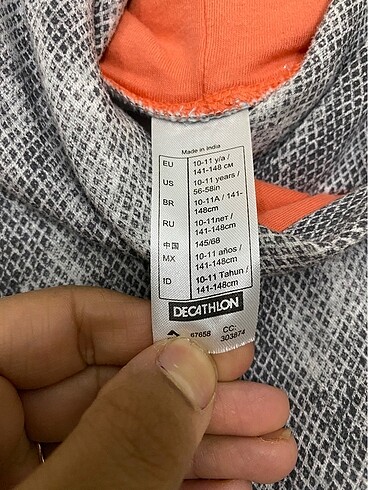 Made in India
EU 10-11 y/a /
141-148 см
US 10-11 years /
56-58in
BR 10-11A / 141-
148cm
RU 10-11лет /
141-148cm
中国 145/68
MX 10-11 años /
141-148cm
ID 10-11 Tahun /
141-148cm
DECATHLON
67658 CC:
303874